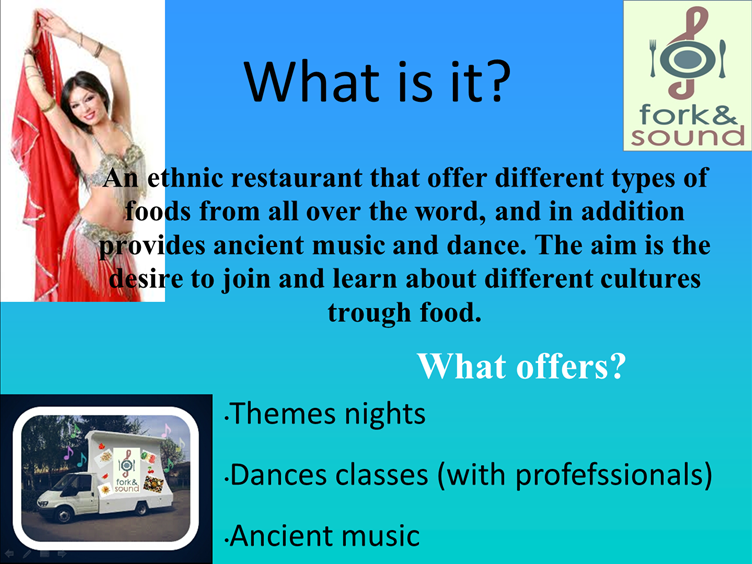 What is it?
fork&
sound
An ethnic restaurant that offer different types of
foods from all over the word, and in addition
provides ancient music and dance. The aim is the
desire to join and learn about different cultures
trough food.
What offers?
fork&
sound
•Themes nights
•Dances classes (with profefssionals)
•Ancient music